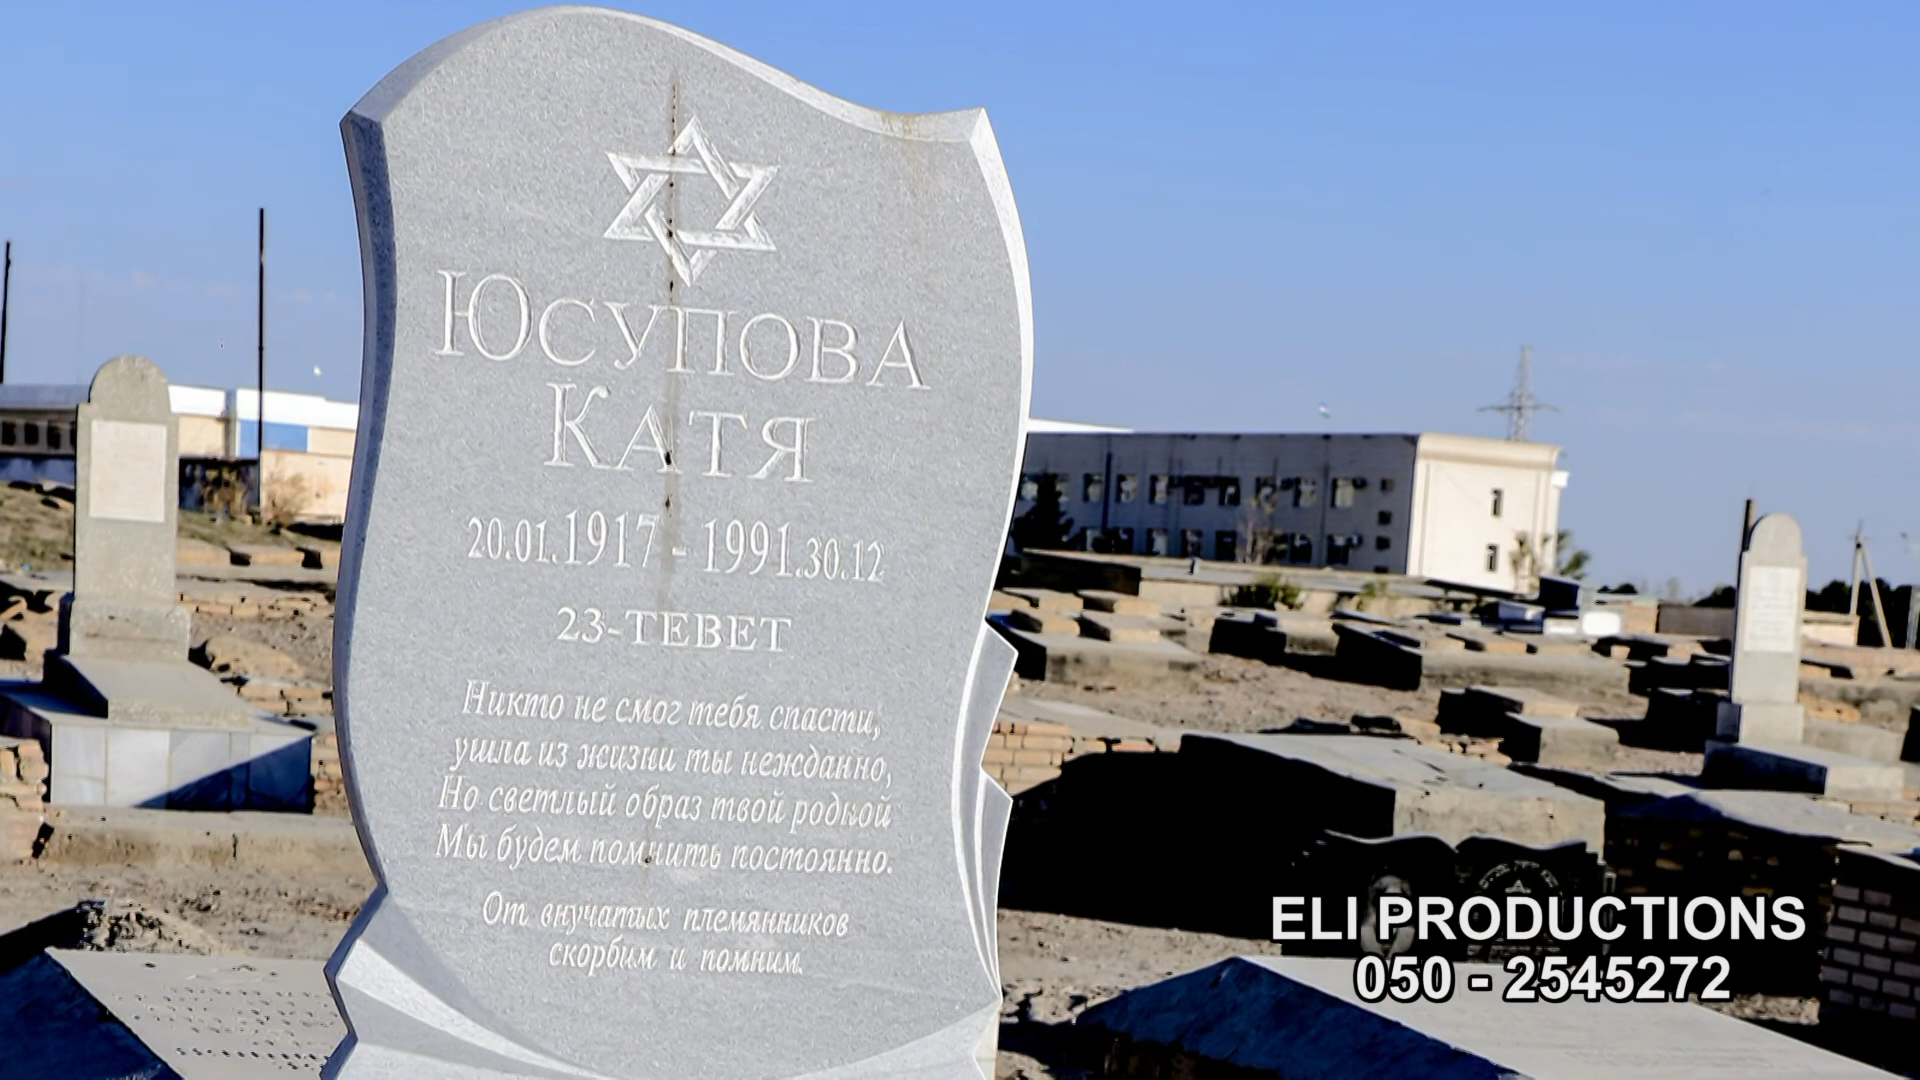 ЮСУПОВА
КАТЯ
20.01.1917 - 1991.30.12
23-ТЕВЕТ
Никто не смог тебя спасти,
ушла из жизни ты нежданно,
Но светлый образ твой родной
Мы будем помнить постоянно.
От внучатых племянников
скорбим и помним.
ELI PRODUCTIONS
050 - 2545272